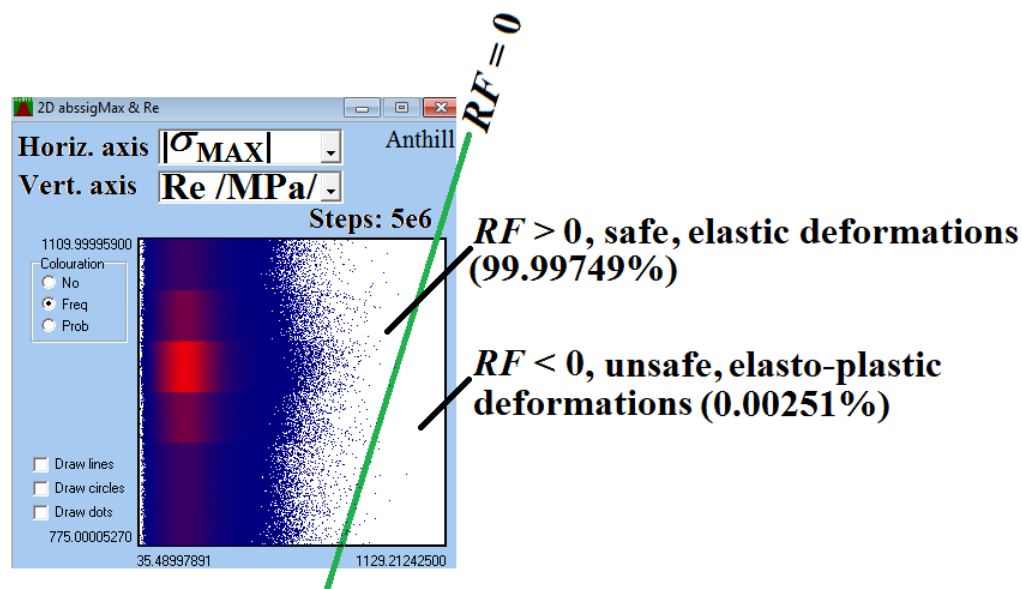 RF = 0
2D abssigMax & Re
Horiz. axis |σMAX| Anthill
Vert. axis Re /MPa/
Steps: 5e6
1109.99995900
Colouration
No
Freq
Prob
RF > 0, safe, elastic deformations
(99.99749%)
RF < 0, unsafe, elasto-plastic
deformations (0.00251%)
Draw lines
Draw circles
Draw dots
775.00005270
35.48997891 1129.21242500